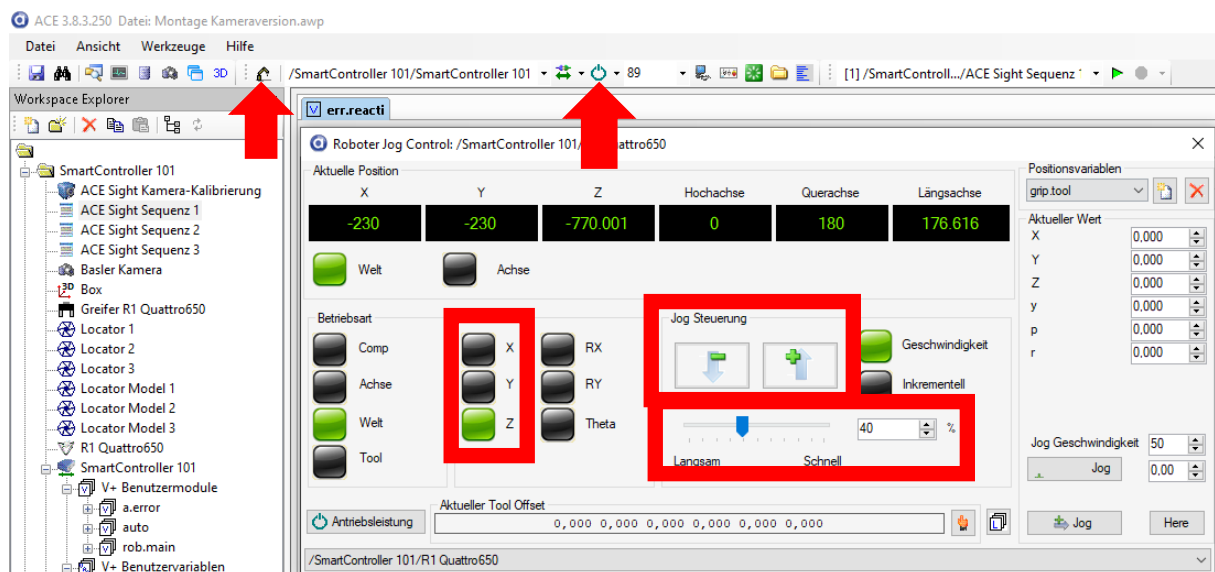 ACE 3.8.3.250 Datei: Montage Kameraversion.awp
Datei Ansicht Werkzeuge Hilfe
3D /SmartController 101/SmartController 101 89 [1] /SmartControll.../ACE Sight Sequenz
Workspace Explorer
SmartController 101
ACE Sight Kamera-Kalibrierung
ACE Sight Sequenz 1
ACE Sight Sequenz 2
ACE Sight Sequenz 3
Basler Kamera
3D Box
Greifer R1 Quattro650
Locator 1
Locator 2
Locator 3
Locator Model 1
Locator Model 2
Locator Model 3
R1 Quattro650
SmartController 101
V+ Benutzermodule
a.error
auto
rob.main
V+ Benutzervariablen
err.reacti
Roboter Jog Control: /SmartController 101/ attro650
Aktuelle Position
X Y Z Hochachse Querachse Längsachse
-230 -230 -770.001 0 180 176.616
Welt Achse
Betriebsart
Comp
Achse
Welt
Tool
X RX
Y RY
Z Theta
Jog Steuerung
Geschwindigkeit
Inkrementell
40 %
Langsam Schnell
Antriebsleistung
Aktueller Tool Offset
0,000 0,000 0,000 0,000 0,000 0,000
/SmartController 101/R1 Quattro650
Positionsvariablen
grip.tool
Aktueller Wert
X 0,000
Y 0,000
Z 0,000
y 0,000
p 0,000
r 0,000
Jog Geschwindigkeit 50
Jog 0,00
Jog Here